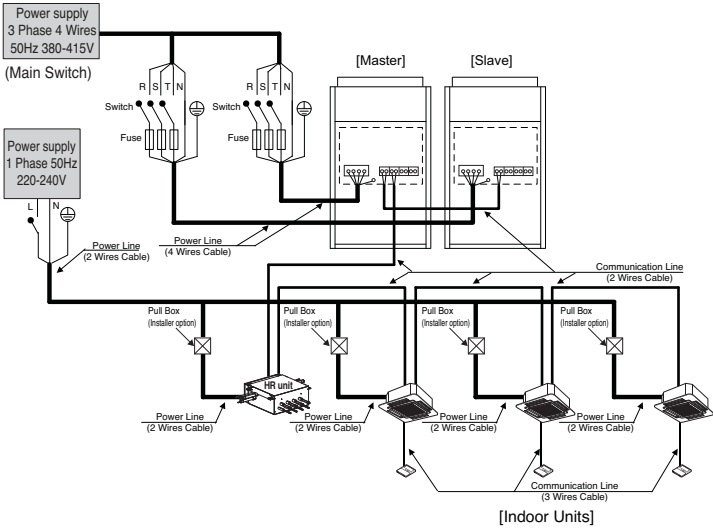 Power supply
3 Phase 4 Wires
50Hz 380-415V
(Main Switch)
[Master]
[Slave]
R S T N
R S T N
Switch
Switch
Fuse
Fuse
Power supply
1 Phase 50Hz
220-240V
L N
Power Line
(2 Wires Cable)
Power Line
(4 Wires Cable)
Communication Line
(2 Wires Cable)
Pull Box
(Installer option)
Pull Box
(Installer option)
Pull Box
(Installer option)
Pull Box
(Installer option)
HR unit
Power Line
(2 Wires Cable)
Power Line
(2 Wires Cable)
Power Line
(2 Wires Cable)
Power Line
(2 Wires Cable)
Communication Line
(3 Wires Cable)
[Indoor Units]